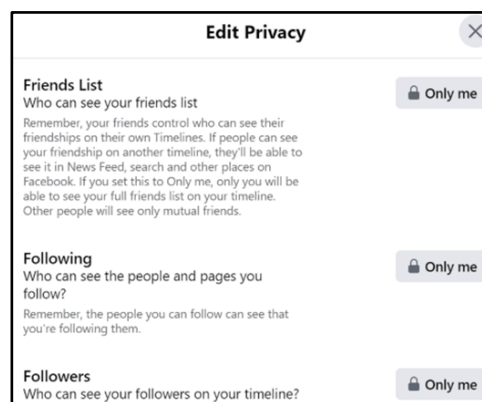 Edit Privacy
Friends List
Only me
Who can see your friends list
Remember, your friends control who can see their
friendships on their own Timelines. If people can see
your friendship on another timeline, they'll be able to
see it in News Feed, search and other places on
Facebook. If you set this to Only me, only you will be
able to see your full friends list on your timeline.
Other people will see only mutual friends.
Following
Only me
Who can see the people and pages you
follow?
Remember, the people you can follow can see that
you're following them.
Followers
Only me
Who can see your followers on your timeline?